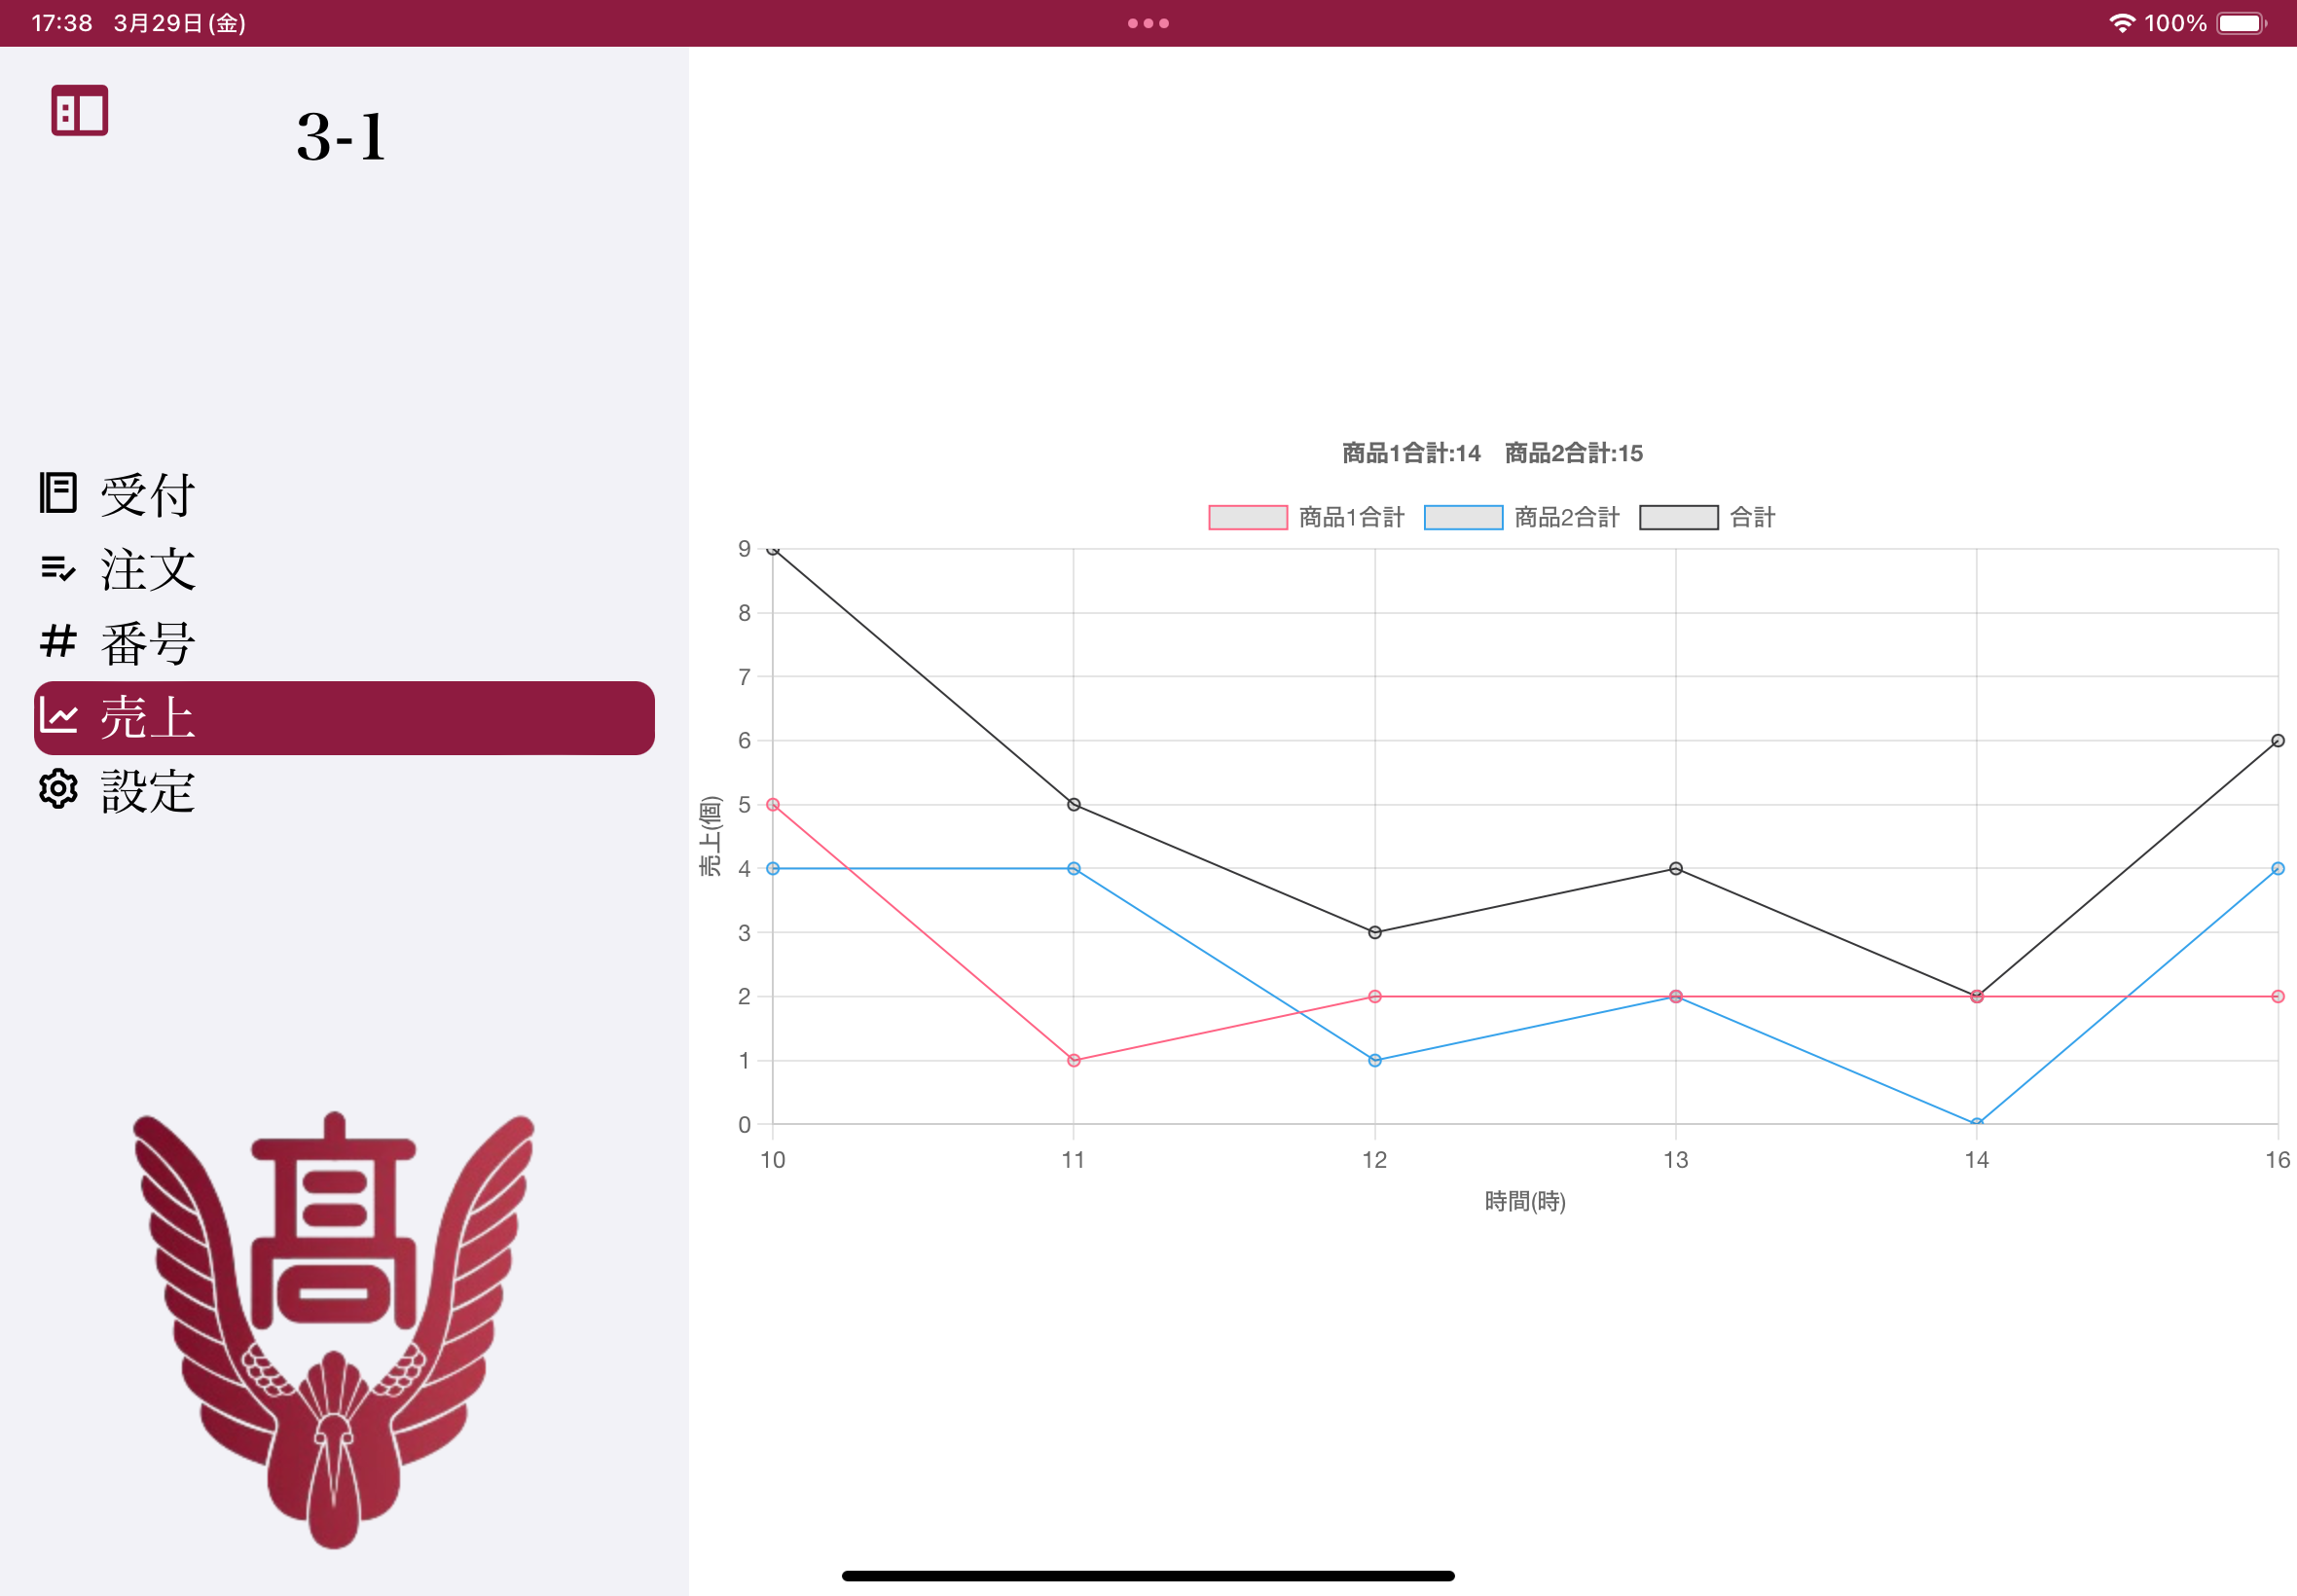 17:38 3月29日(金)
100%
3-1
受付
注文
番号
売上
設定
高
商品1合計:14 商品2合計:15
商品1合計 商品2合計 合計
9
8
7
6
5
4
3
2
1
0
売上(個)
10 11 12 13 14 16
時間(時)